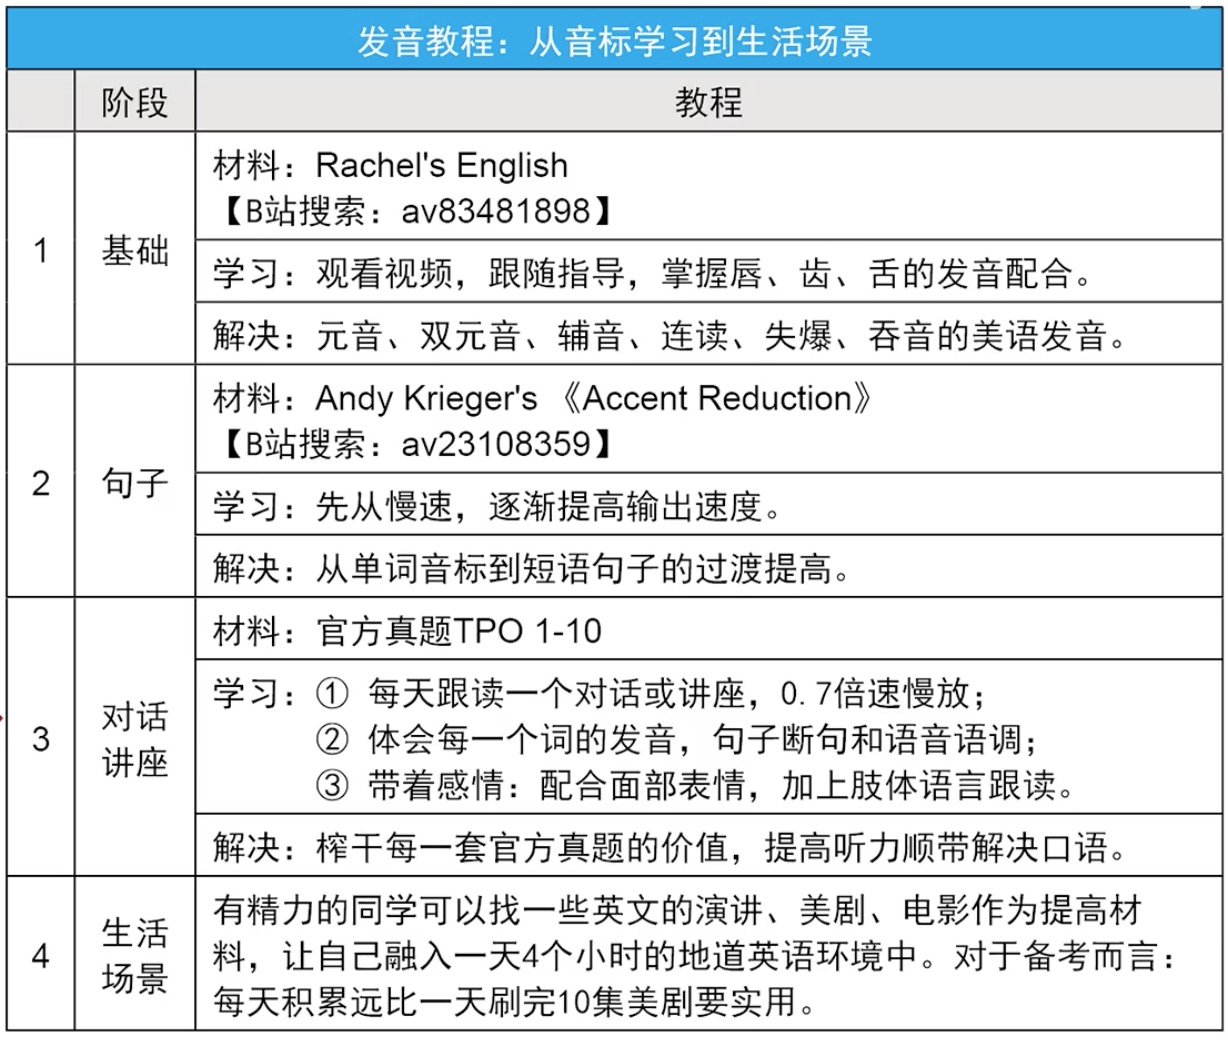 发音教程：从音标学习到生活场景
阶段
教程
1
基础
材料：Rachel's English
【B站搜索：av83481898】
学习：观看视频，跟随指导，掌握唇、齿、舌的发音配合。
解决：元音、双元音、辅音、连读、失爆、吞音的美语发音。
2
句子
材料：Andy Krieger's 《Accent Reduction》
【B站搜索：av23108359】
学习：先从慢速，逐渐提高输出速度。
解决：从单词音标到短语句子的过渡提高。
3
对话
讲座
材料：官方真题TPO 1-10
学习：① 每天跟读一个对话或讲座，0.7倍速慢放；
② 体会每一个词的发音，句子断句和语音语调；
③ 带着感情：配合面部表情，加上肢体语言跟读。
解决：榨干每一套官方真题的价值，提高听力顺带解决口语。
4
生活
场景
有精力的同学可以找一些英文的演讲、美剧、电影作为提高材
料，让自己融入一天4个小时的地道英语环境中。对于备考而言：
每天积累远比一天刷完10集美剧要实用。